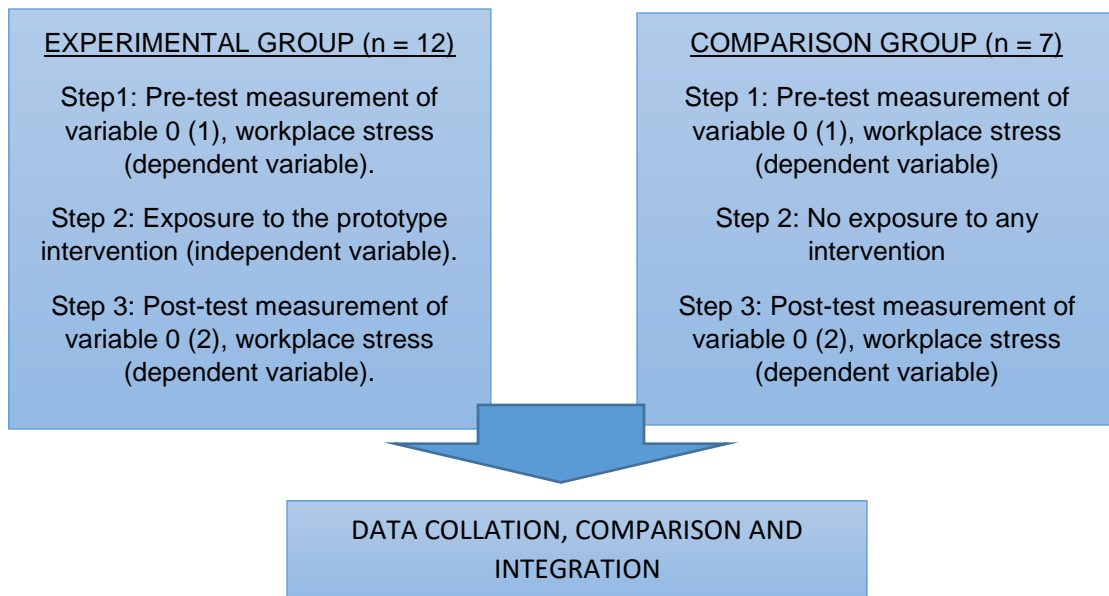 EXPERIMENTAL GROUP (n = 12)
Step1: Pre-test measurement of
variable 0 (1), workplace stress
(dependent variable).
Step 2: Exposure to the prototype
intervention (independent variable).
Step 3: Post-test measurement of
variable 0 (2), workplace stress
(dependent variable).
COMPARISON GROUP (n = 7)
Step 1: Pre-test measurement of
variable 0 (1), workplace stress
(dependent variable)
Step 2: No exposure to any
intervention
Step 3: Post-test measurement of
variable 0 (2), workplace stress
(dependent variable)
DATA COLLATION, COMPARISON AND
INTEGRATION